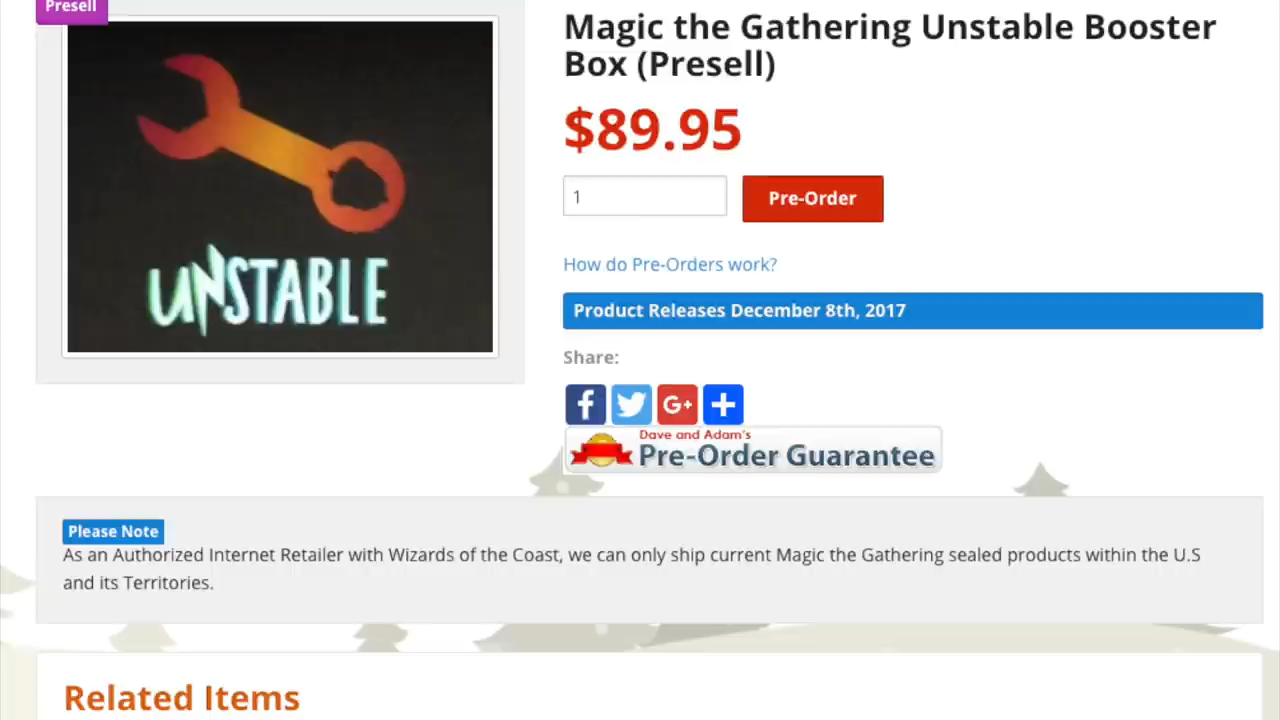 Presell
UNSTABLE
Magic the Gathering Unstable Booster
Box (Presell)
$89.95
1
Pre-Order
How do Pre-Orders work?
Product Releases December 8th, 2017
Share:
f
G+
Dave and Adam's
Pre-Order Guarantee
Please Note
As an Authorized Internet Retailer with Wizards of the Coast, we can only ship current Magic the Gathering sealed products within the U.S
and its Territories.
Related Items